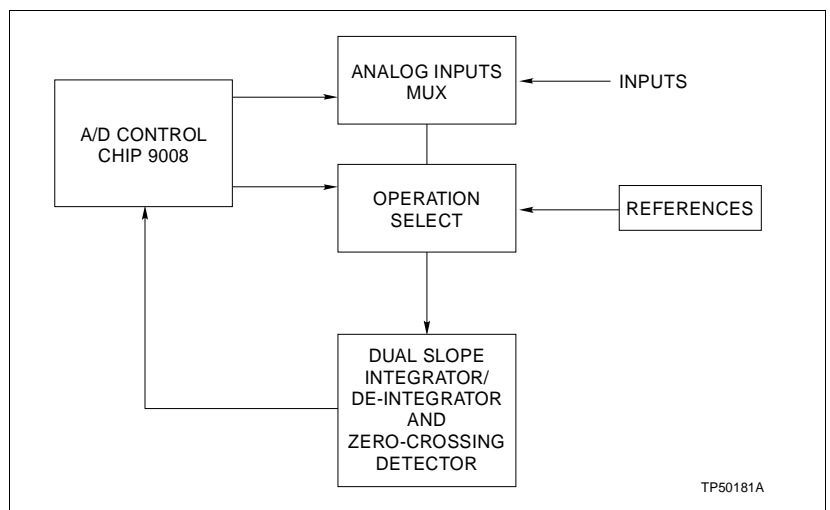 ANALOG INPUTS
MUX
INPUTS
A/D CONTROL
CHIP 9008
OPERATION
SELECT
REFERENCES
DUAL SLOPE
INTEGRATOR/
DE-INTEGRATOR
AND
ZERO-CROSSING
DETECTOR
TP50181A